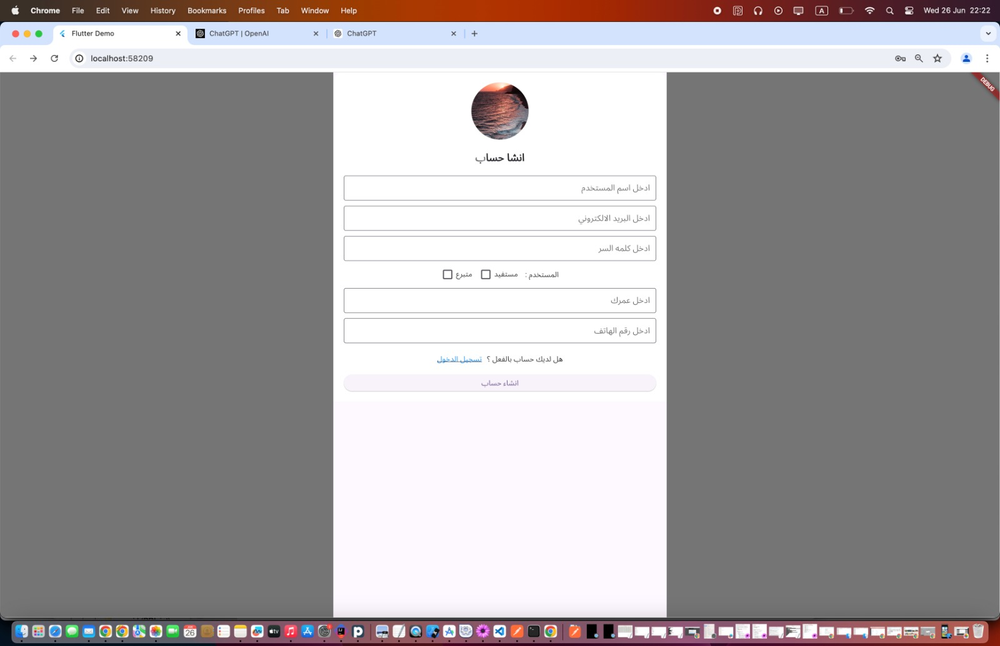 Chrome File Edit View History Bookmarks Profiles Tab Window Help A Wed 26 Jun 22:22
Flutter Demo ChatGPT | OpenAI ChatGPT
localhost:58209
DEBUG
انشا حساب
ادخل اسم المستخدم
ادخل البريد الالكتروني
ادخل كلمه السر
المستخدم : مستفيد متبرع
ادخل عمرك
ادخل رقم الهاتف
هل لديك حساب بالفعل ؟ تسجيل الدخول
انشاء حساب
26 tv